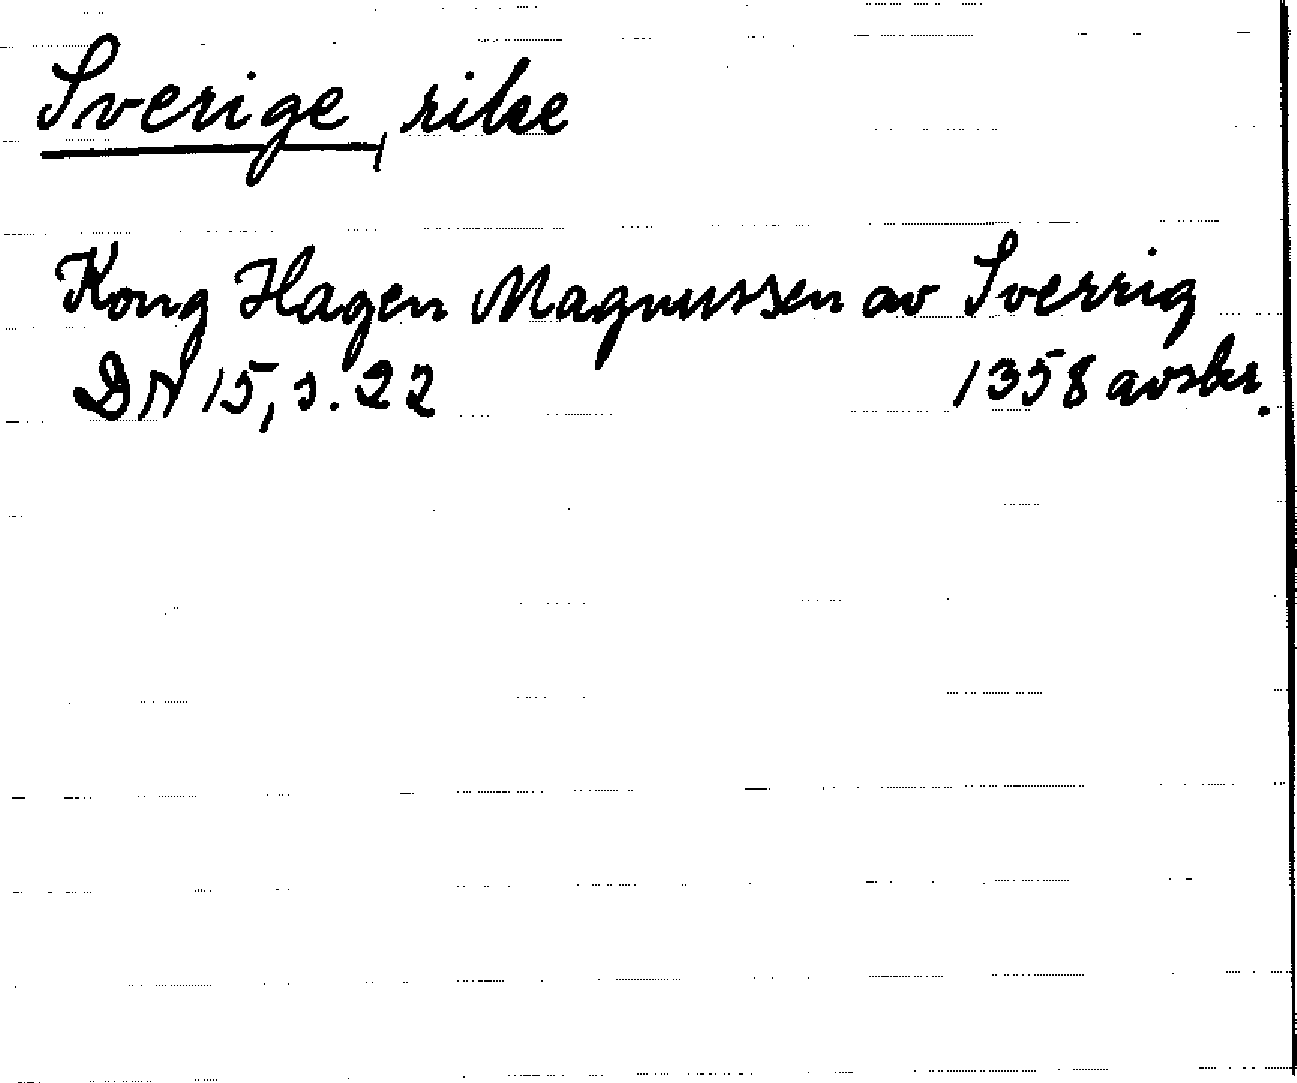 Sverige, rike
Kong Hagen Magnussen av Sverrig
DN 15, s. 22 1358 avskr.